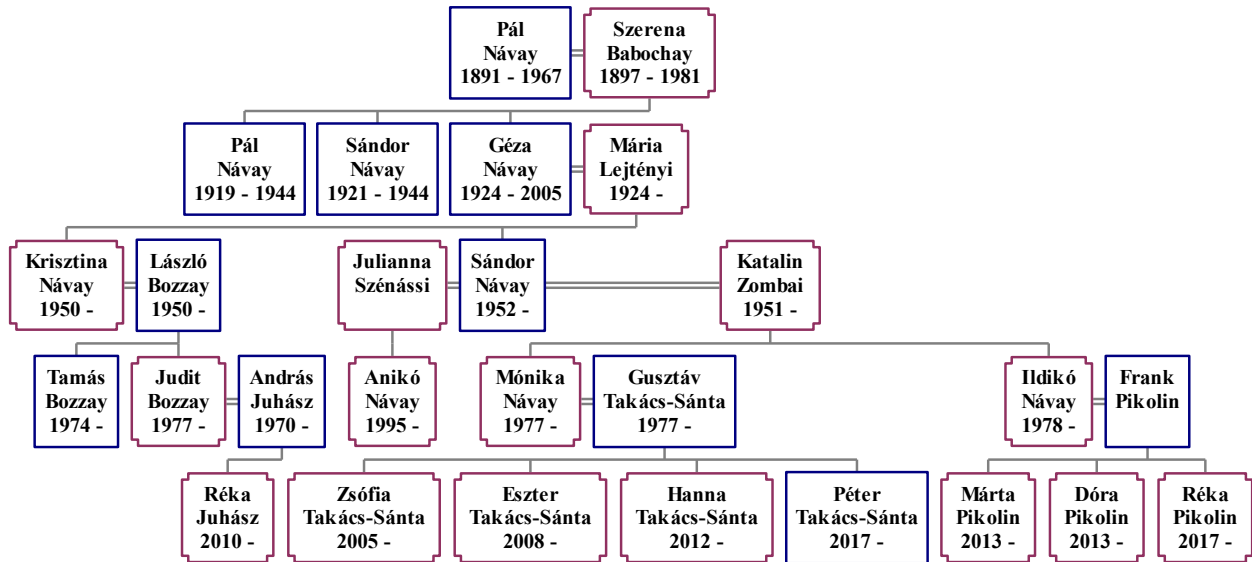 Pál
Návay
1891 - 1967
Szerena
Babochay
1897 - 1981
Pál
Návay
1919 - 1944
Sándor
Návay
1921 - 1944
Géza
Návay
1924 - 2005
Mária
Lejtényi
1924 -
Krisztina
Návay
1950 -
László
Bozzay
1950 -
Julianna
Szénássi
Sándor
Návay
1952 -
Katalin
Zombai
1951 -
Tamás
Bozzay
1974 -
Judit
Bozzay
1977 -
András
Juhász
1970 -
Anikó
Návay
1995 -
Mónika
Návay
1977 -
Gusztáv
Takács-Sánta
1977 -
Ildikó
Návay
1978 -
Frank
Pikolin
Réka
Juhász
2010 -
Zsófia
Takács-Sánta
2005 -
Eszter
Takács-Sánta
2008 -
Hanna
Takács-Sánta
2012 -
Péter
Takács-Sánta
2017 -
Márta
Pikolin
2013 -
Dóra
Pikolin
2013 -
Réka
Pikolin
2017 -